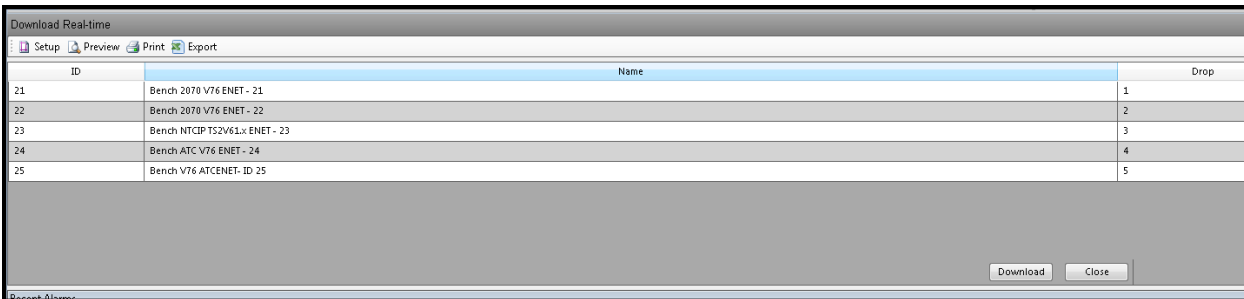 Download Real-time
Setup Preview Print Export
ID Name Drop
21 Bench 2070 V76 ENET - 21 1
22 Bench 2070 V76 ENET - 22 2
23 Bench NTCIP TS2V61.x ENET - 23 3
24 Bench ATC V76 ENET - 24 4
25 Bench V76 ATCENET- ID 25 5
Download Close
Recent Alarms